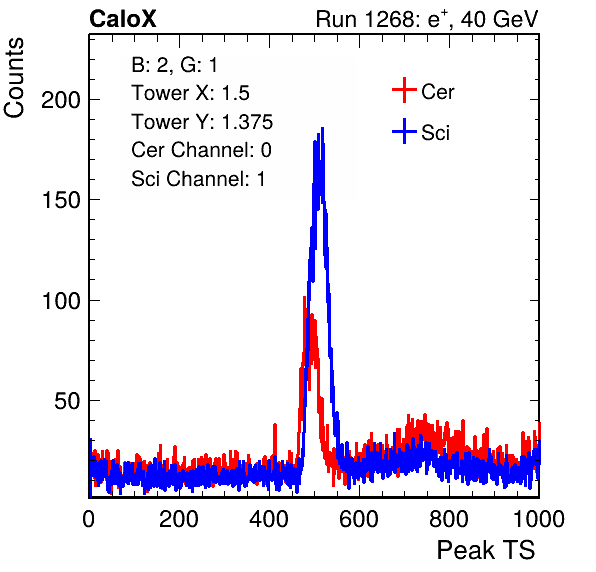 CaloX Run 1268: e+, 40 GeV
Counts
B: 2, G: 1
Tower X: 1.5
Tower Y: 1.375
Cer Channel: 0
Sci Channel: 1
Cer
Sci
200
150
100
50
0 200 400 600 800 1000
Peak TS